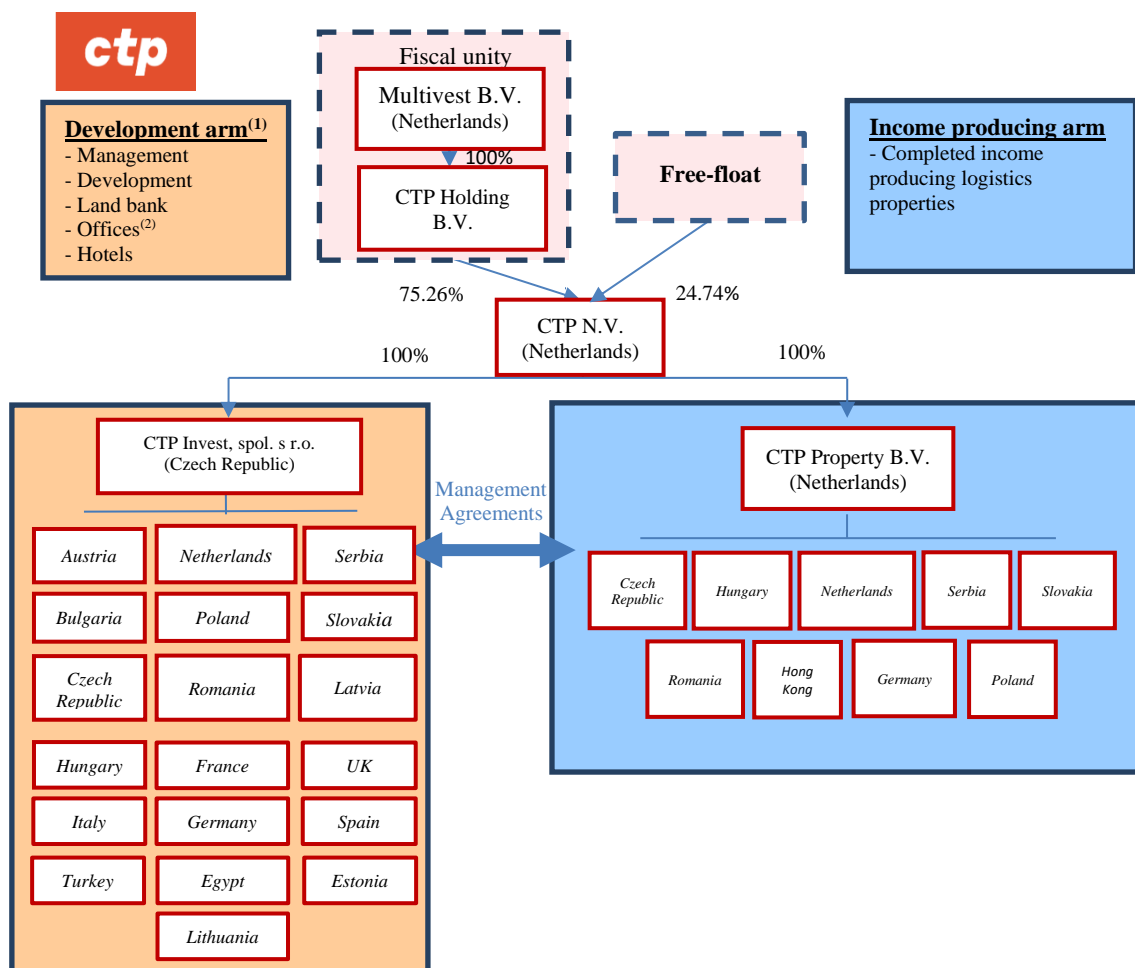 ctp
Fiscal unity
Multivest B.V.
(Netherlands)
100%
CTP Holding
B.V.
Development arm(1)
- Management
- Development
- Land bank
- Offices(2)
- Hotels
Free-float
Income producing arm
- Completed income
producing logistics
properties
75.26%
24.74%
CTP N.V.
(Netherlands)
100%
100%
CTP Invest, spol. s r.o.
(Czech Republic)
Management
Agreements
CTP Property B.V.
(Netherlands)
Austria
Netherlands
Serbia
Bulgaria
Poland
Slovakia
Czech
Republic
Romania
Latvia
Hungary
France
UK
Italy
Germany
Spain
Turkey
Egypt
Estonia
Lithuania
Czech
Republic
Hungary
Netherlands
Serbia
Slovakia
Romania
Hong
Kong
Germany
Poland